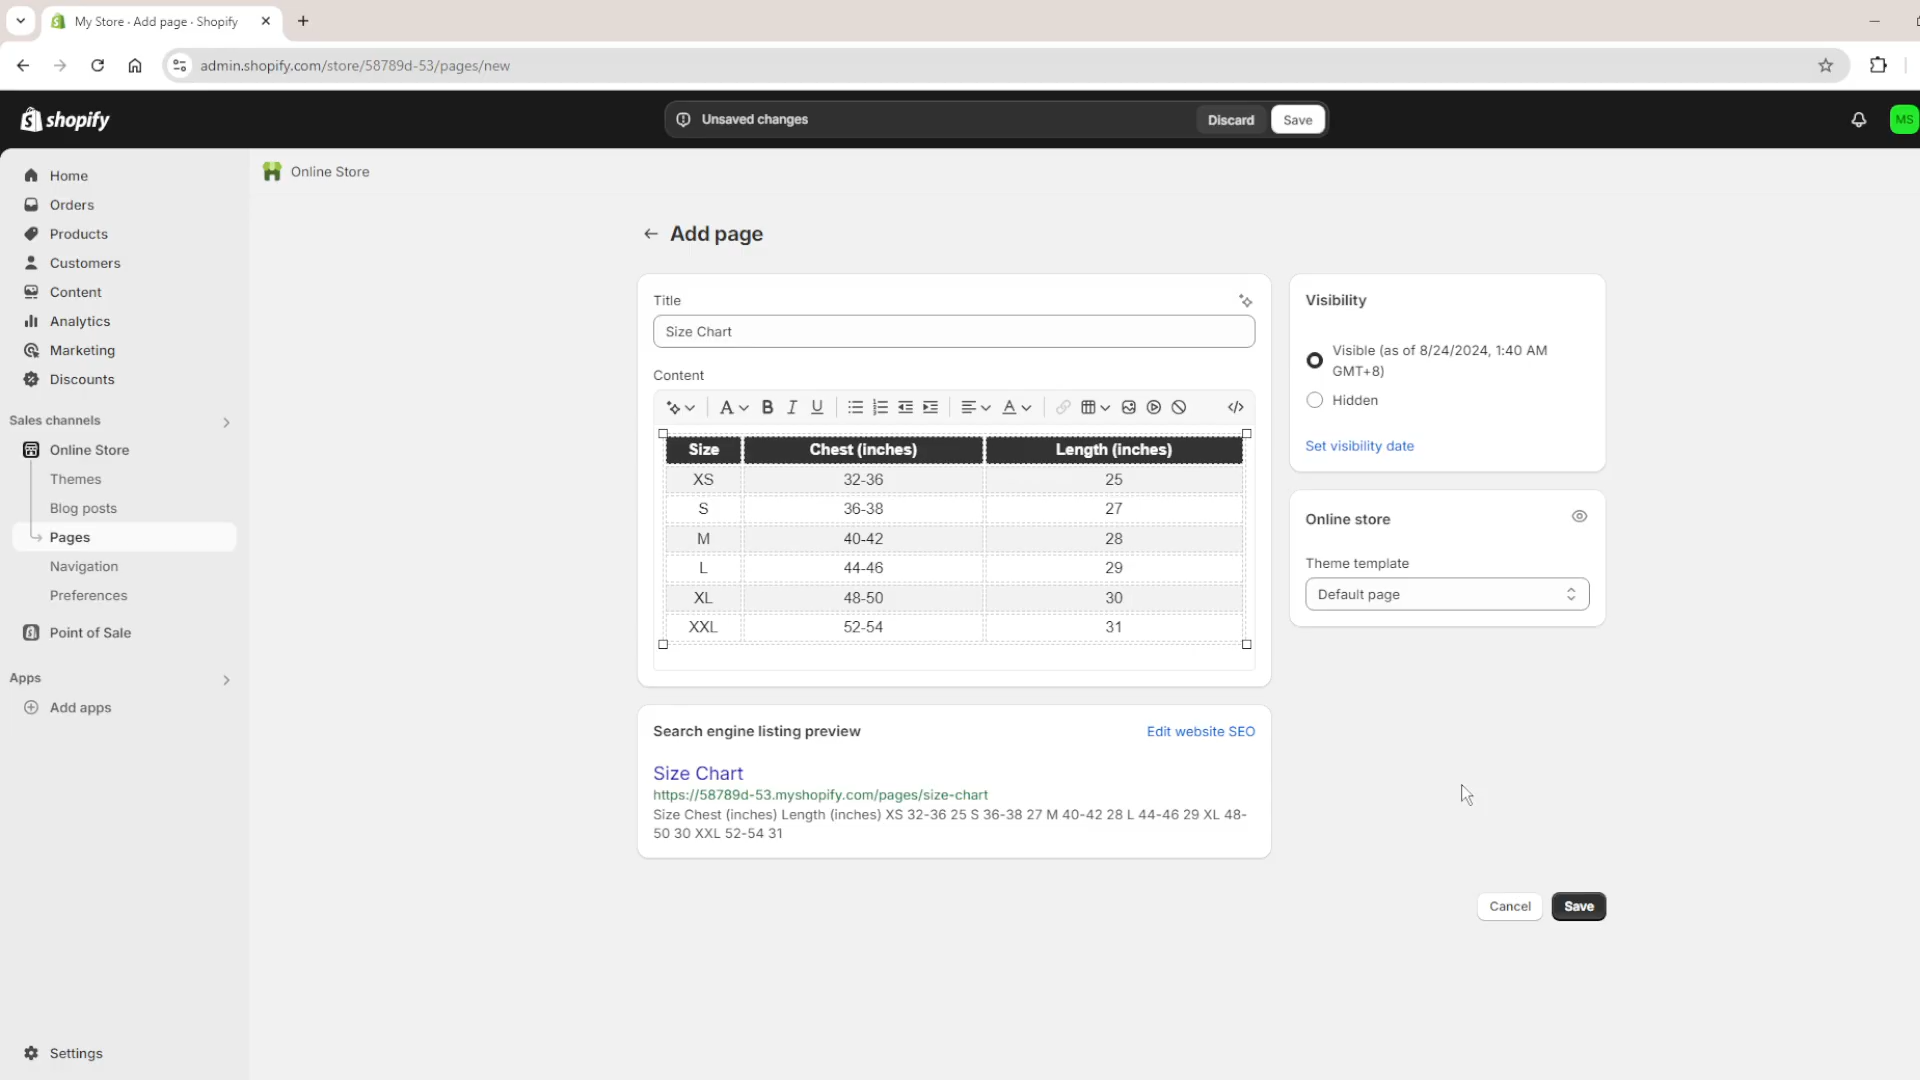 My Store · Add page · Shopify
admin.shopify.com/store/58789d-53/pages/new
shopify
Unsaved changes
Discard
Save
MS
Home
Orders
Products
Customers
Content
Analytics
Marketing
Discounts
Sales channels
Online Store
Themes
Blog posts
Pages
Navigation
Preferences
Point of Sale
Apps
Add apps
Settings
Online Store
Add page
Title
Size Chart
Content
Size Chest (inches) Length (inches)
XS 32-36 25
S 36-38 27
M 40-42 28
L 44-46 29
XL 48-50 30
XXL 52-54 31
Search engine listing preview
Edit website SEO
Size Chart
https://58789d-53.myshopify.com/pages/size-chart
Size Chest (inches) Length (inches) XS 32-36 25 S 36-38 27 M 40-42 28 L 44-46 29 XL 48-
50 30 XXL 52-54 31
Visibility
Visible (as of 8/24/2024, 1:40 AM
GMT+8)
Hidden
Set visibility date
Online store
Theme template
Default page
Cancel
Save